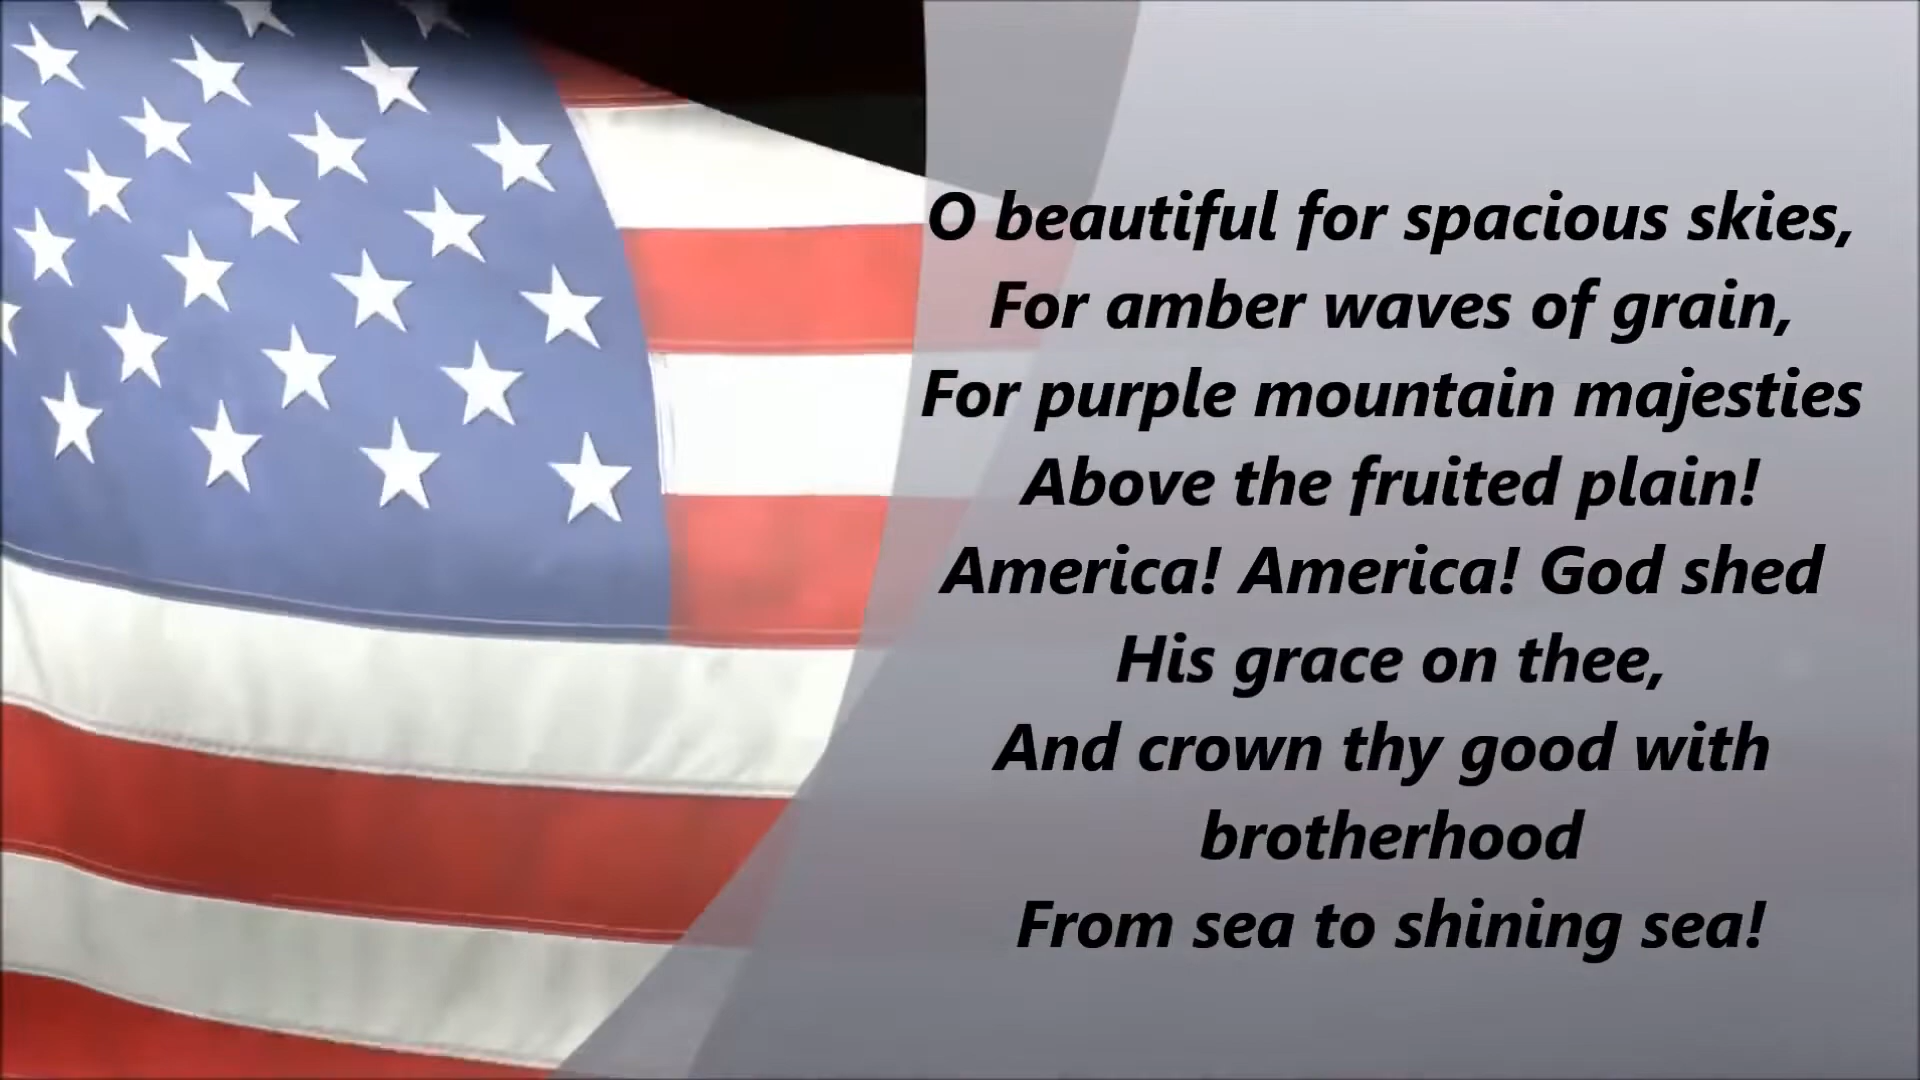 O beautiful for spacious skies,
For amber waves of grain,
For purple mountain majesties
Above the fruited plain!
America! America! God shed
His grace on thee,
And crown thy good with
brotherhood
From sea to shining sea!